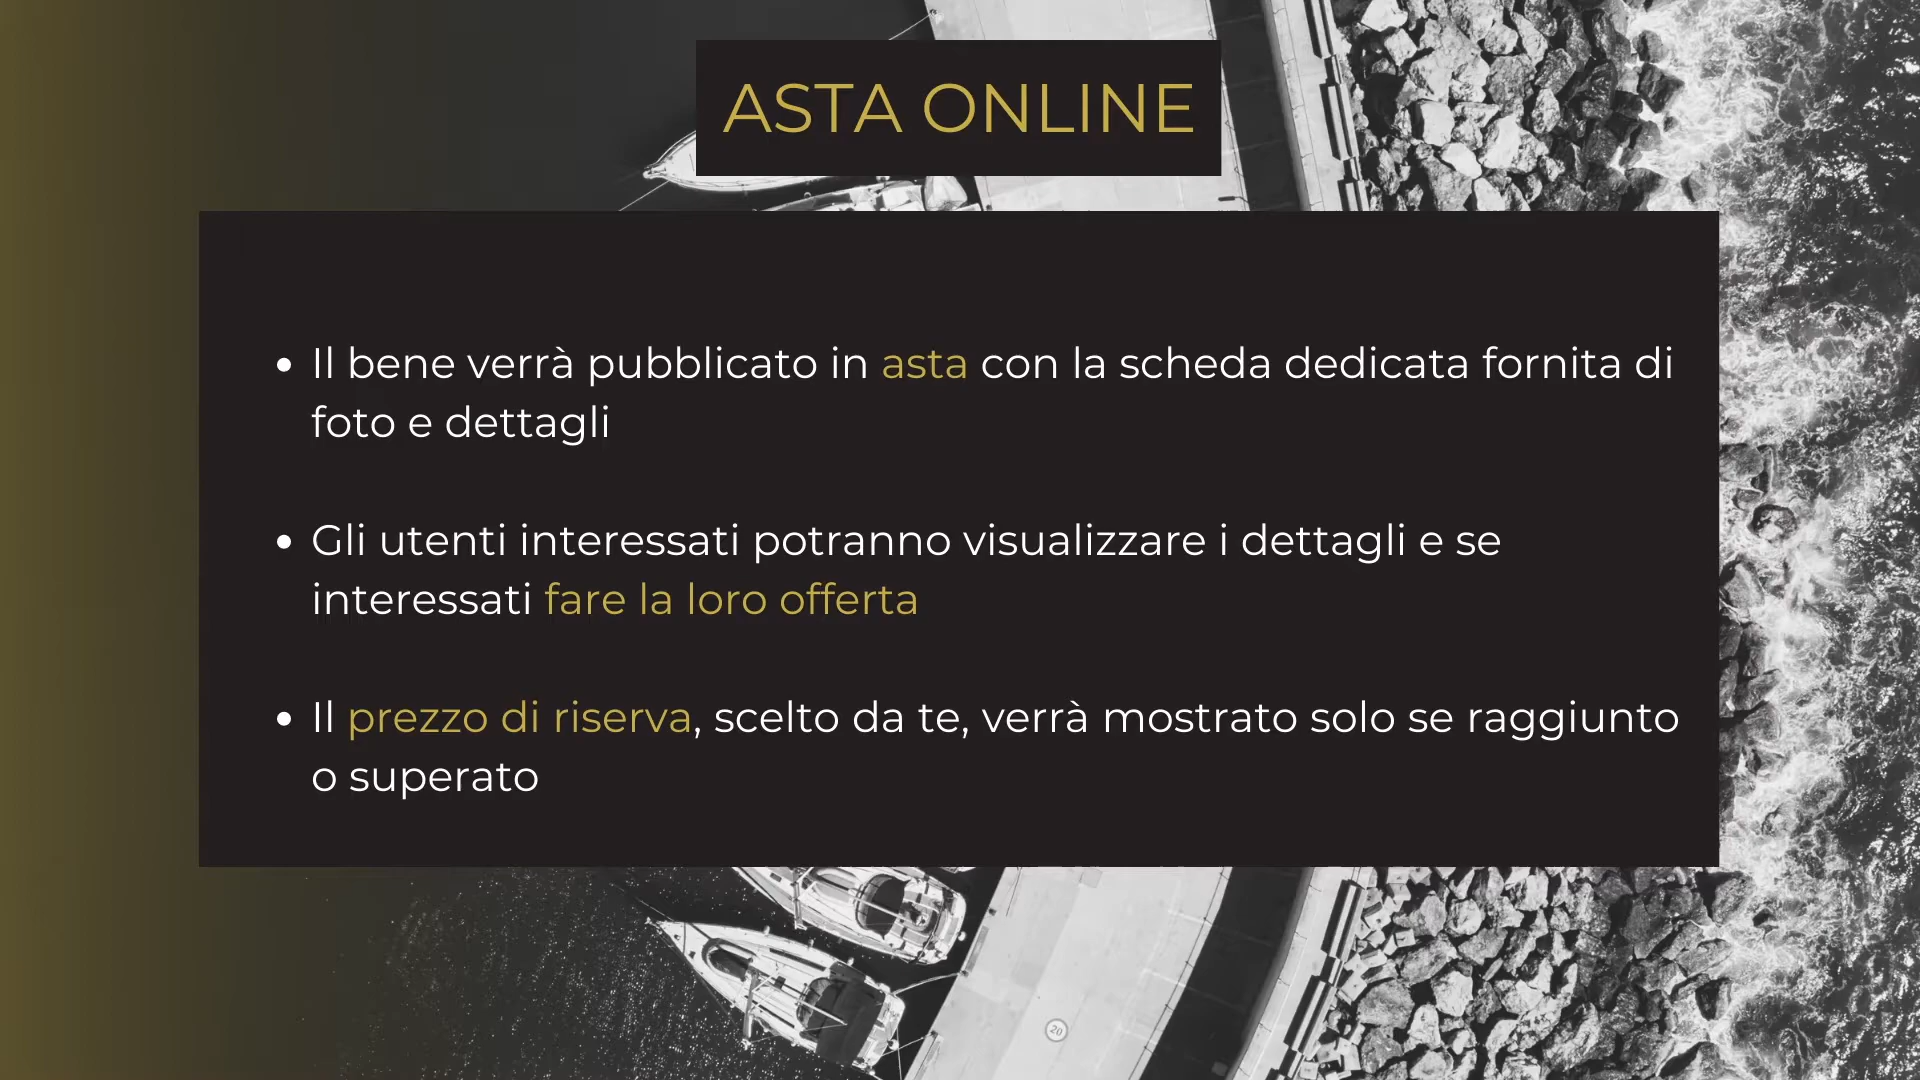 ASTA ONLINE
• Il bene verrà pubblicato in asta con la scheda dedicata fornita di
foto e dettagli
• Gli utenti interessati potranno visualizzare i dettagli e se
interessati fare la loro offerta
• Il prezzo di riserva, scelto da te, verrà mostrato solo se raggiunto
o superato
20